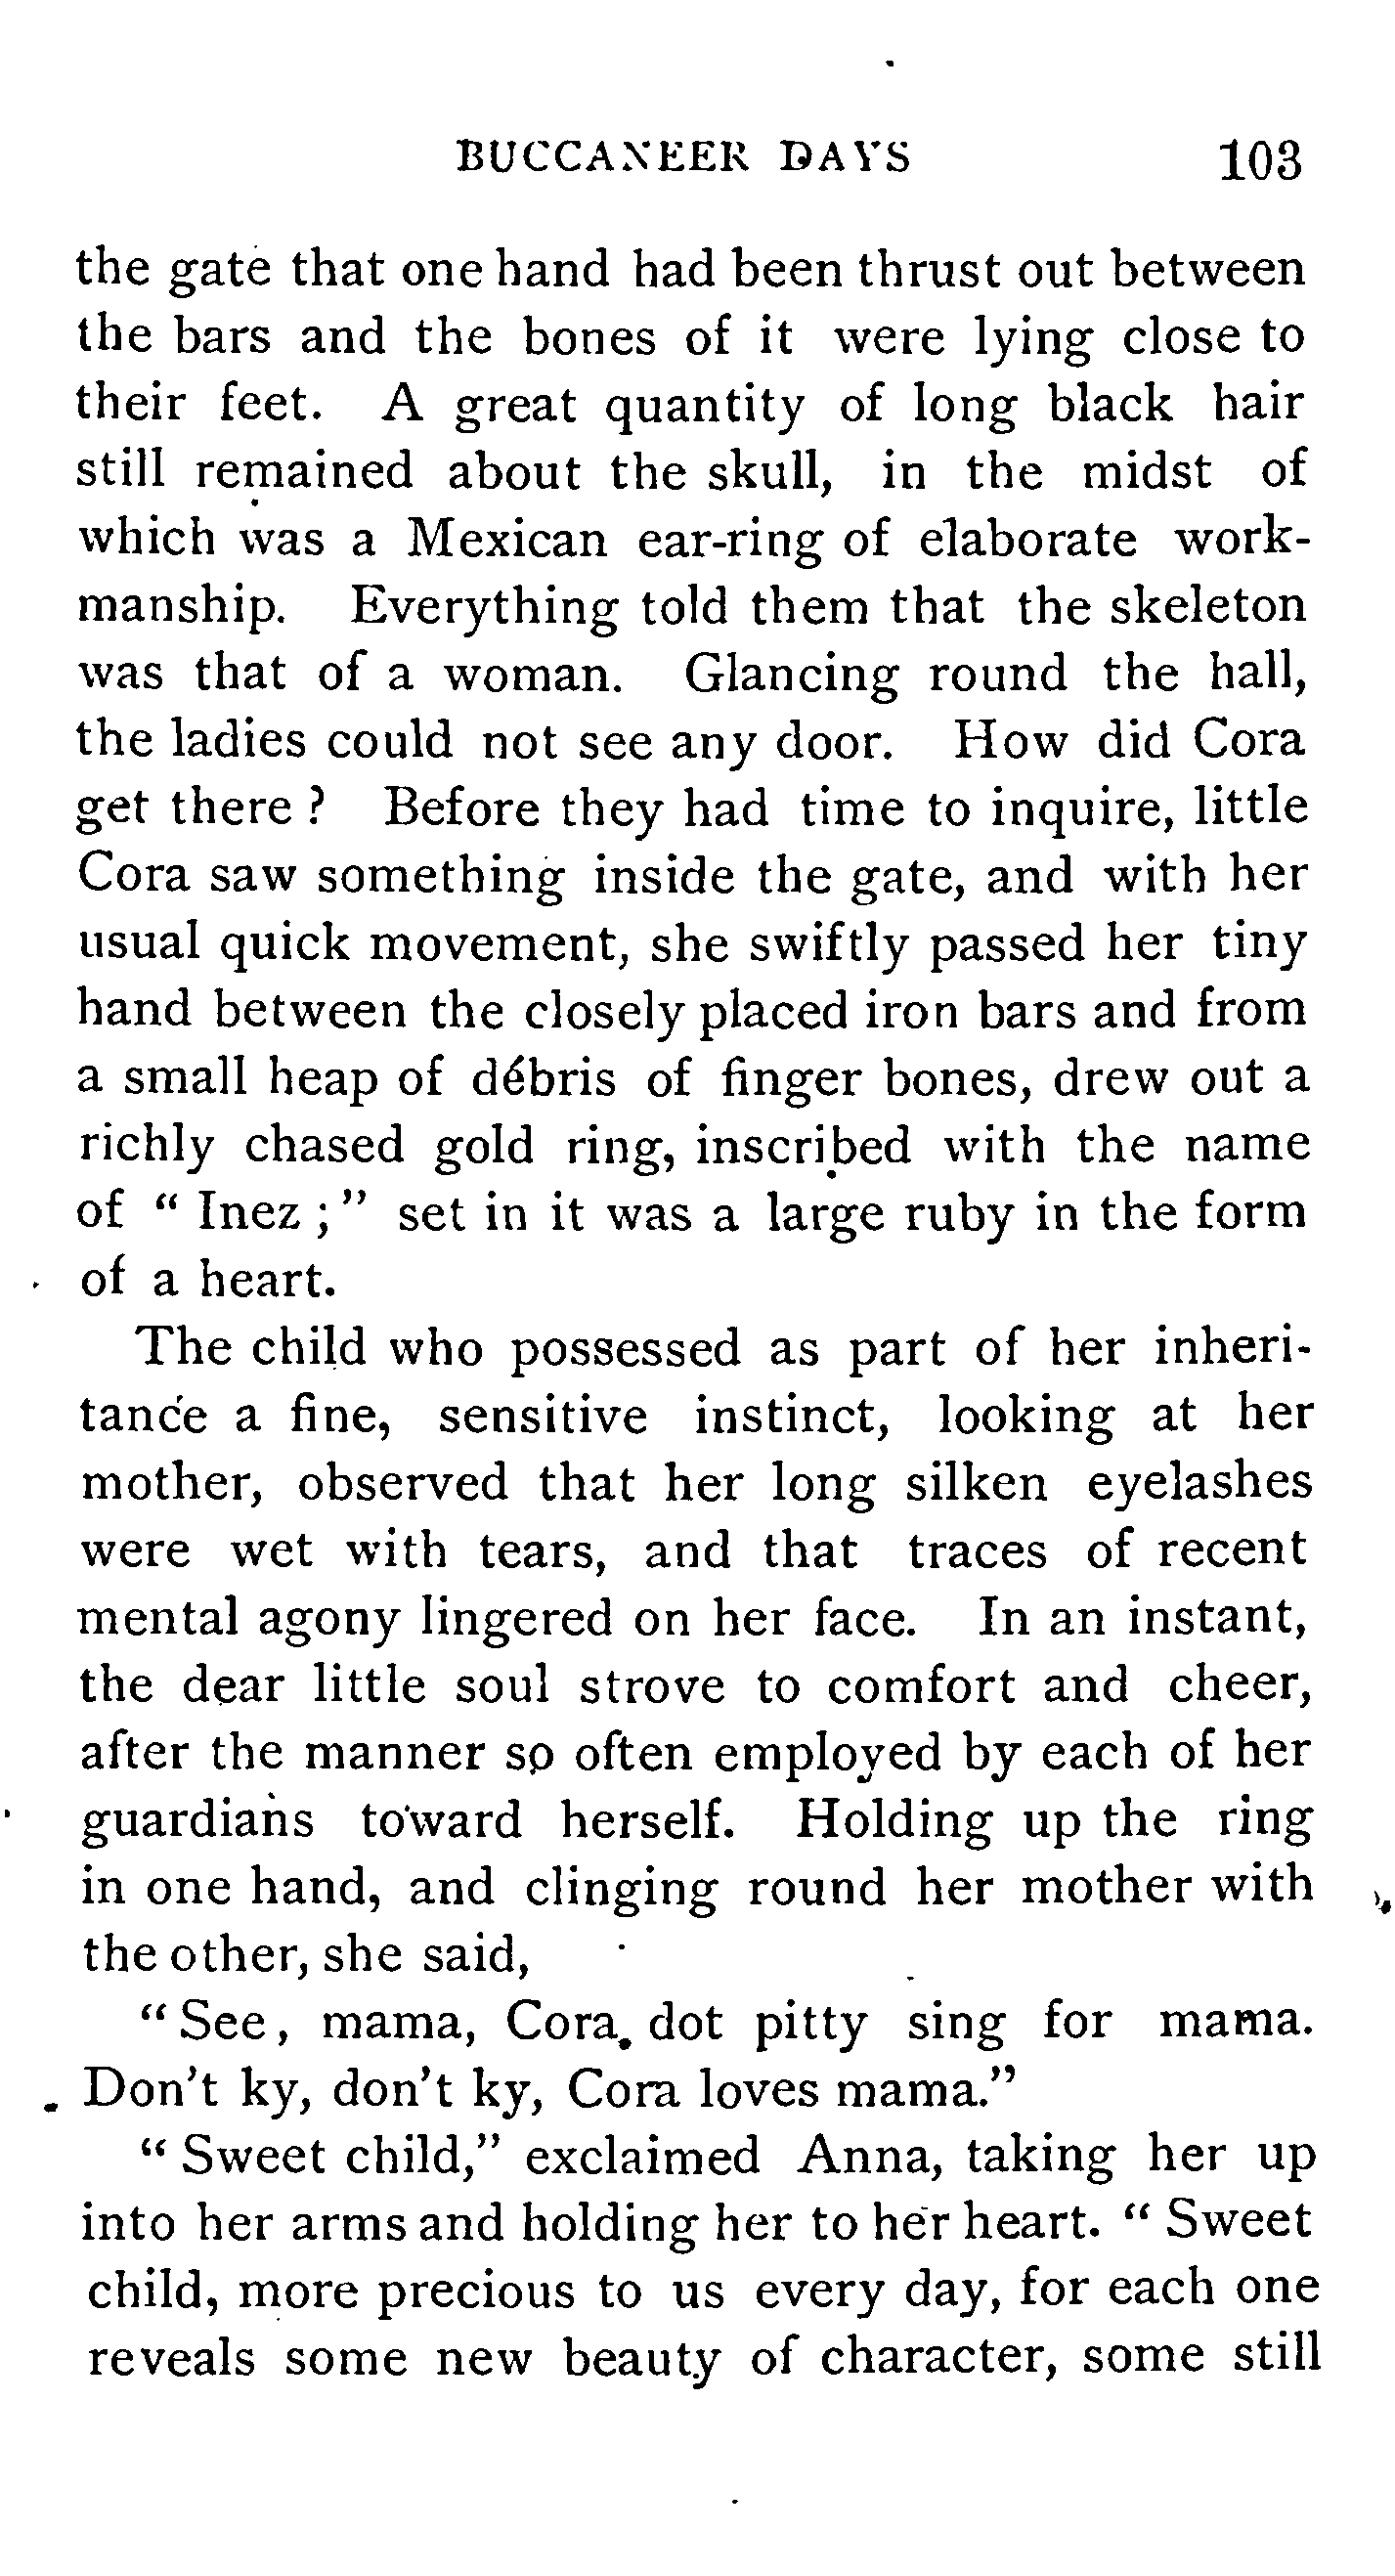 BUCCANEER DAYS 103
the gate that one hand had been thrust out between
the bars and the bones of it were lying close to
their feet. A great quantity of long black hair
still remained about the skull, in the midst of
which was a Mexican ear-ring of elaborate work-
manship. Everything told them that the skeleton
was that of a woman. Glancing round the hall,
the ladies could not see any door. How did Cora
get there ? Before they had time to inquire, little
Cora saw something inside the gate, and with her
usual quick movement, she swiftly passed her tiny
hand between the closely placed iron bars and from
a small heap of débris of finger bones, drew out a
richly chased gold ring, inscribed with the name
of " Inez ; " set in it was a large ruby in the form
of a heart.
The child who possessed as part of her inheri-
tance a fine, sensitive instinct, looking at her
mother, observed that her long silken eyelashes
were wet with tears, and that traces of recent
mental agony lingered on her face. In an instant,
the dear little soul strove to comfort and cheer,
after the manner so often employed by each of her
guardians toward herself. Holding up the ring
in one hand, and clinging round her mother with
the other, she said,
" See, mama, Cora dot pitty sing for mama.
Don't ky, don't ky, Cora loves mama."
" Sweet child," exclaimed Anna, taking her up
into her arms and holding her to her heart. " Sweet
child, more precious to us every day, for each one
reveals some new beauty of character, some still